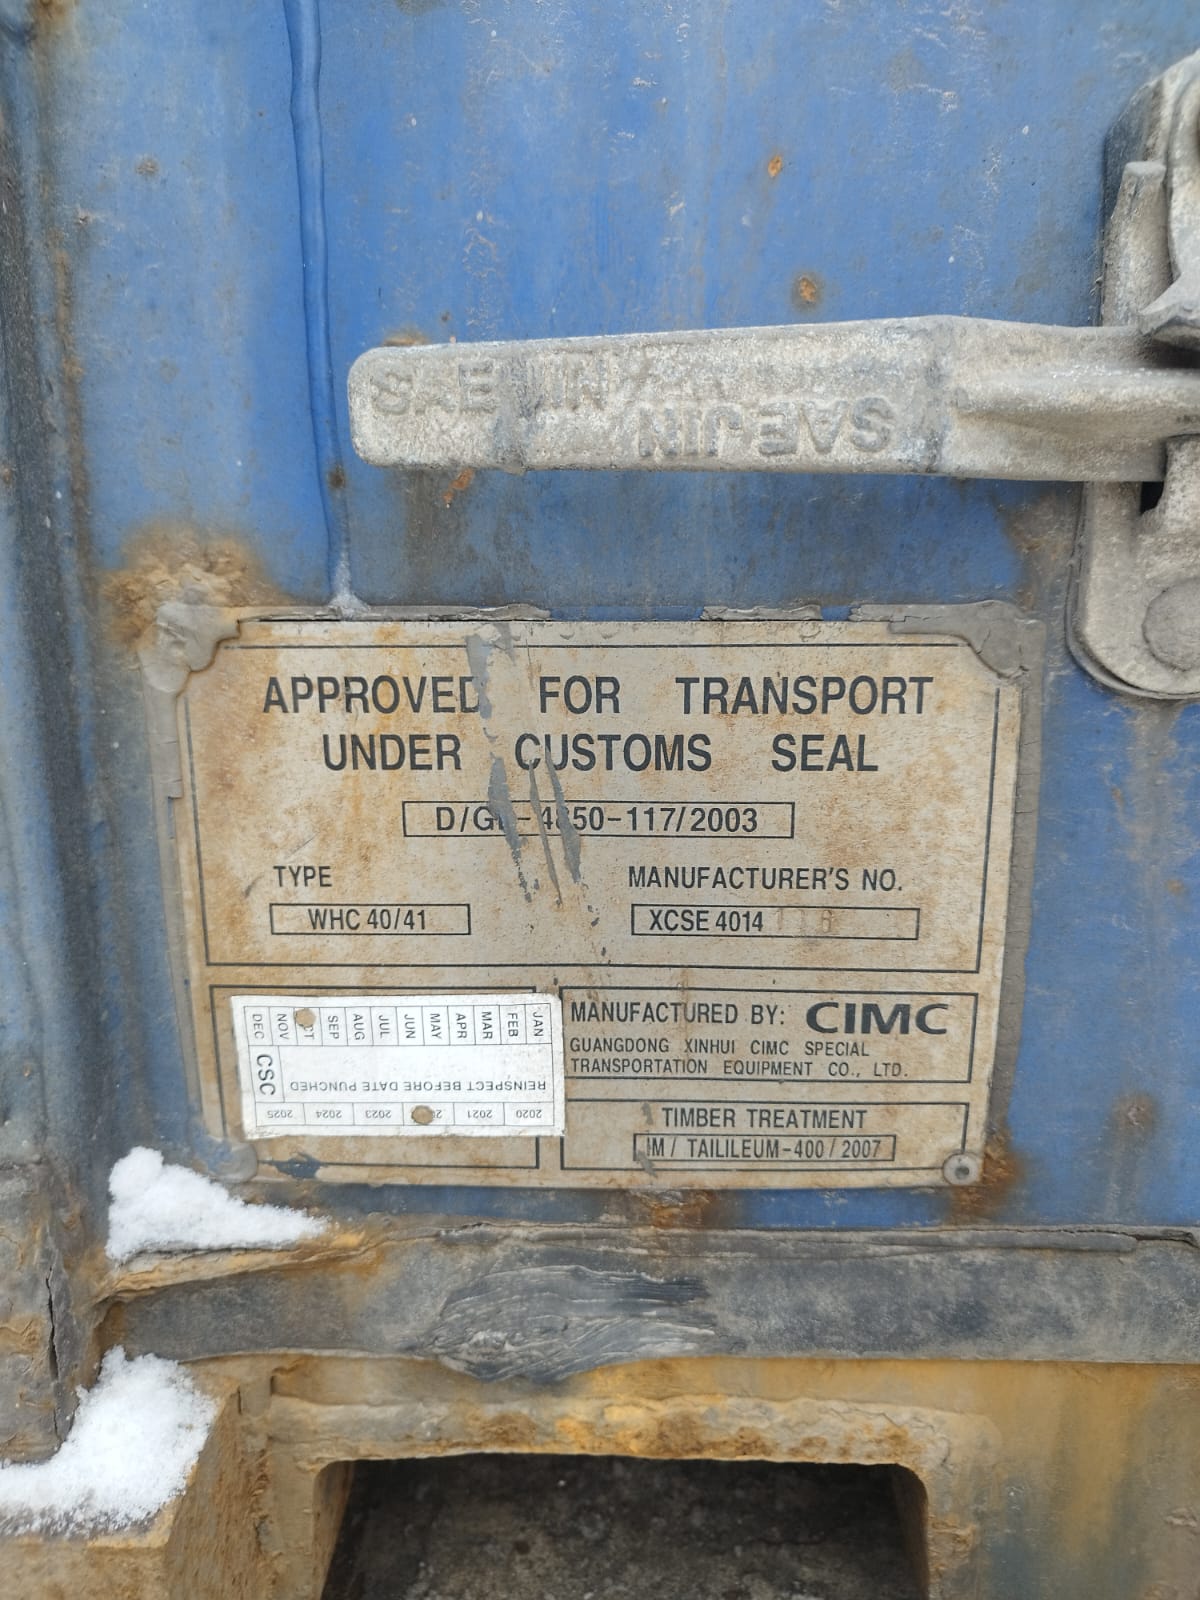 SAEJIN
SAEJIN
APPROVED FOR TRANSPORT
UNDER CUSTOMS SEAL
TYPE
WHC 40/41
MANUFACTURER'S NO.
XCSE 4014
MANUFACTURED BY: CIMC
GUANGDONG XINHUI CIMC SPECIAL
TRANSPORTATION EQUIPMENT CO., LTD.
TIMBER TREATMENT
IM / TAILILEUM-400 / 2007
2020 2021 2023 2024 2025
REINSPECT BEFORE DATE PUNCHED
CSC
JAN FEB MAR APR MAY JUN JUL AUG SEP NOV DEC